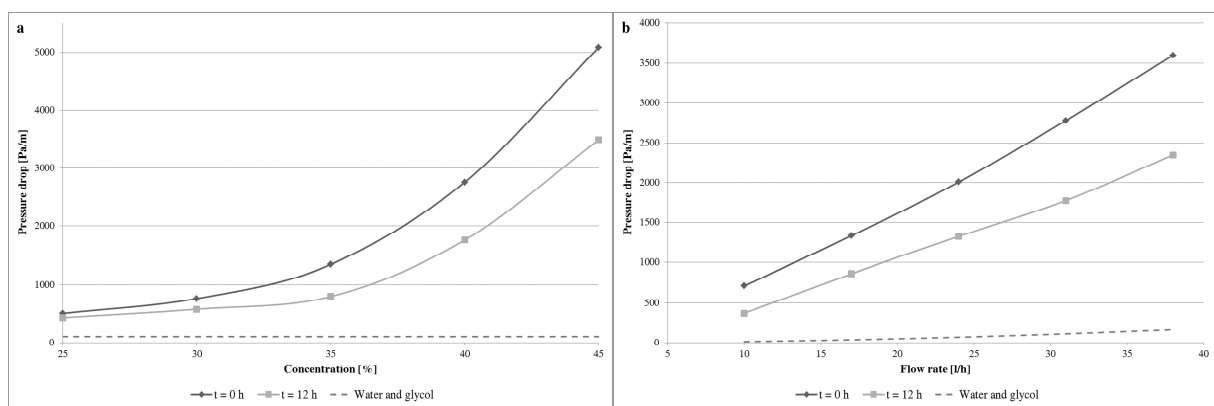 a
5000
4000
3000
2000
1000
0
Pressure drop [Pa/m]
25 30 35 40 45
Concentration [%]
t = 0 h t = 12 h Water and glycol
b
4000
3500
3000
2500
2000
1500
1000
500
0
Pressure drop [Pa/m]
5 10 15 20 25 30 35 40
Flow rate [l/h]
t = 0 h t = 12 h Water and glycol